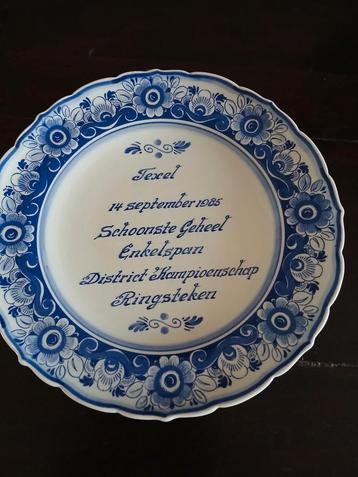 Texel
14 september 1985
Schoonste Geheel
Enkelspan
District Kampioenschap
Ringsteken